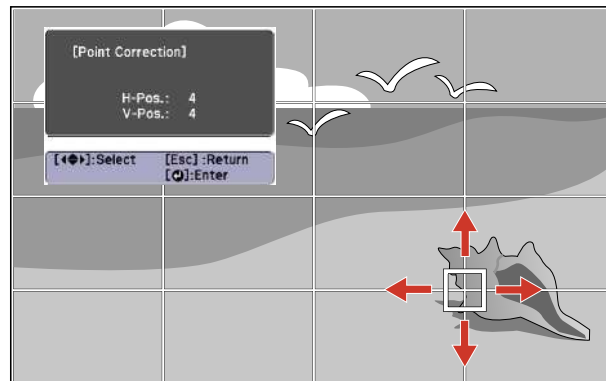 [Point Correction]
H-Pos.: 4
V-Pos.: 4
[◀◆▶]:Select [Esc] :Return
[↵]:Enter